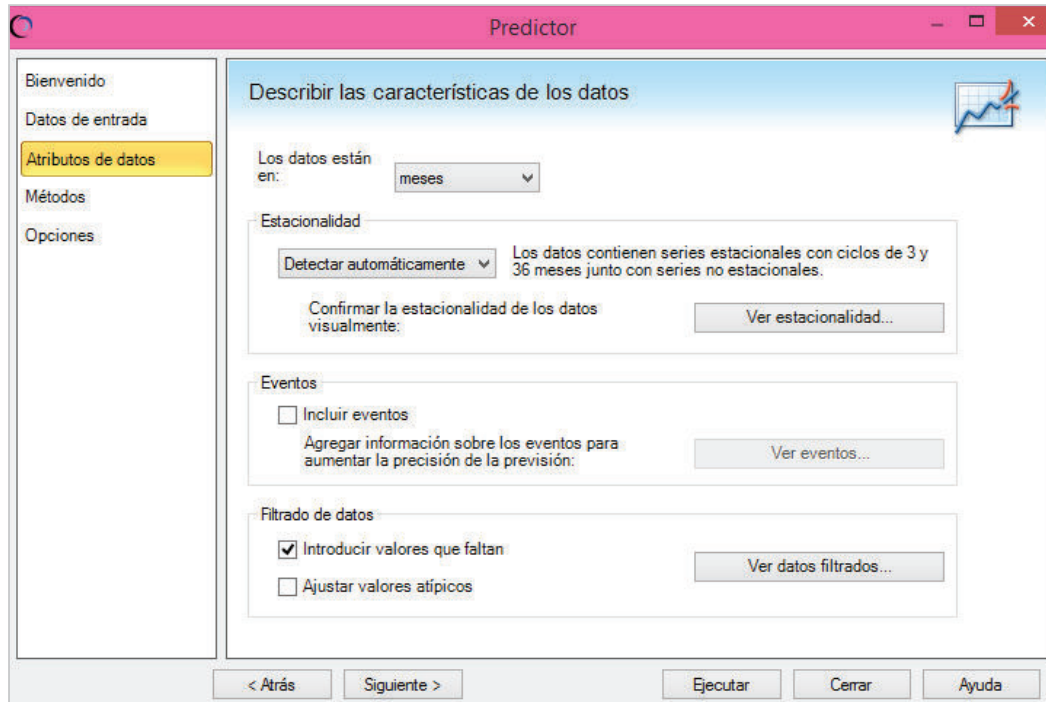 Predictor
Bienvenido
Datos de entrada
Atributos de datos
Métodos
Opciones
Describir las características de los datos
Los datos están
en:
meses
Estacionalidad
Detectar automáticamente
Los datos contienen series estacionales con ciclos de 3 y
36 meses junto con series no estacionales.
Confirmar la estacionalidad de los datos
visualmente:
Ver estacionalidad...
Eventos
Incluir eventos
Agregar información sobre los eventos para
aumentar la precisión de la previsión:
Ver eventos...
Filtrado de datos
Introducir valores que faltan
Ajustar valores atípicos
Ver datos filtrados...
< Atrás
Siguiente >
Ejecutar
Cerrar
Ayuda